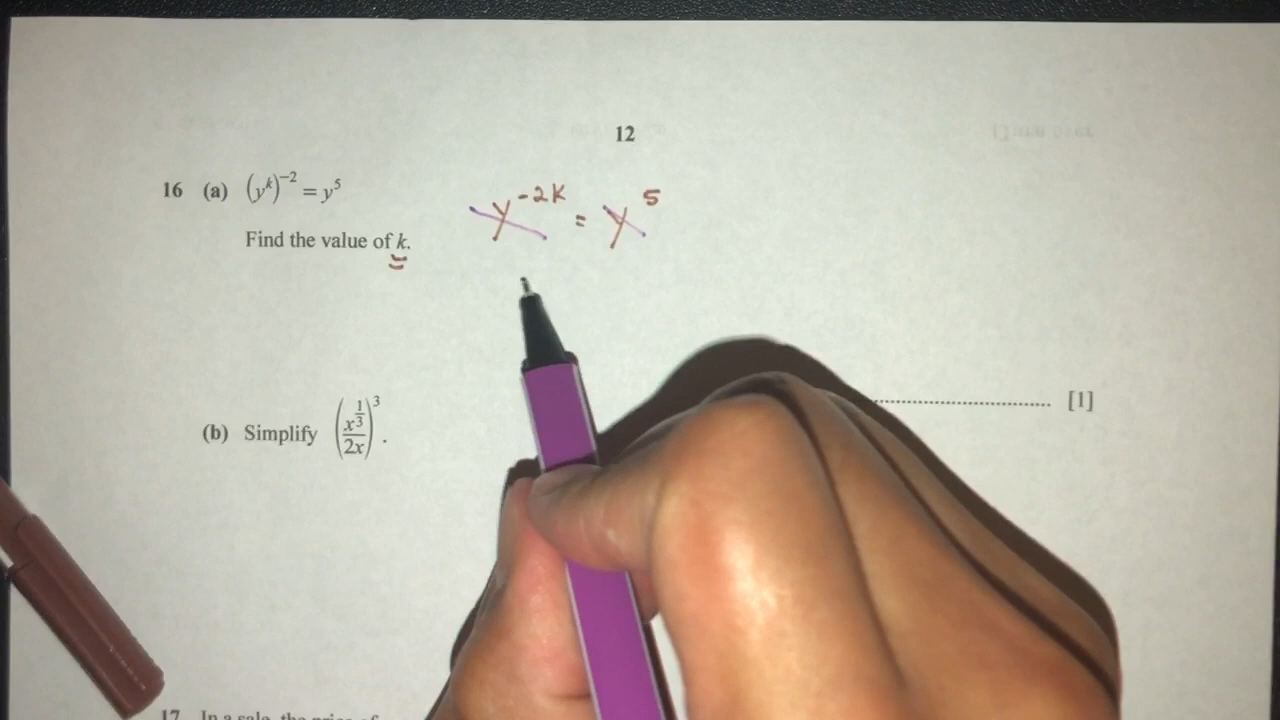 12
16 (a) (y^k)^-2 = y^5
y^-2k = y^5
Find the value of k.
[1]
(b) Simplify (x^1/3 / 2x)^3.
17 In a sale, the price of